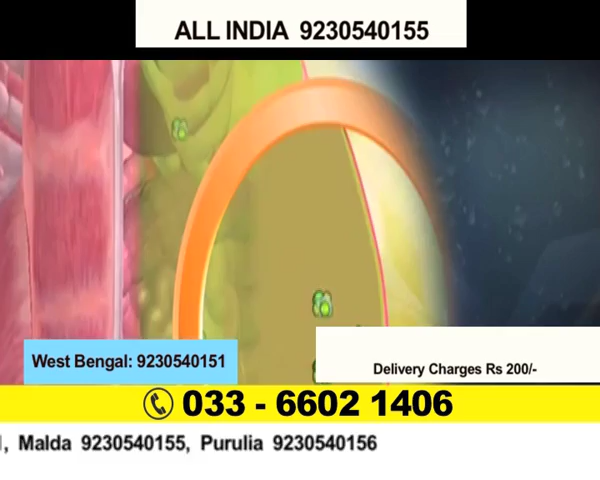 ALL INDIA 9230540155
West Bengal: 9230540151
Delivery Charges Rs 200/-
033 - 6602 1406
, Malda 9230540155, Purulia 9230540156